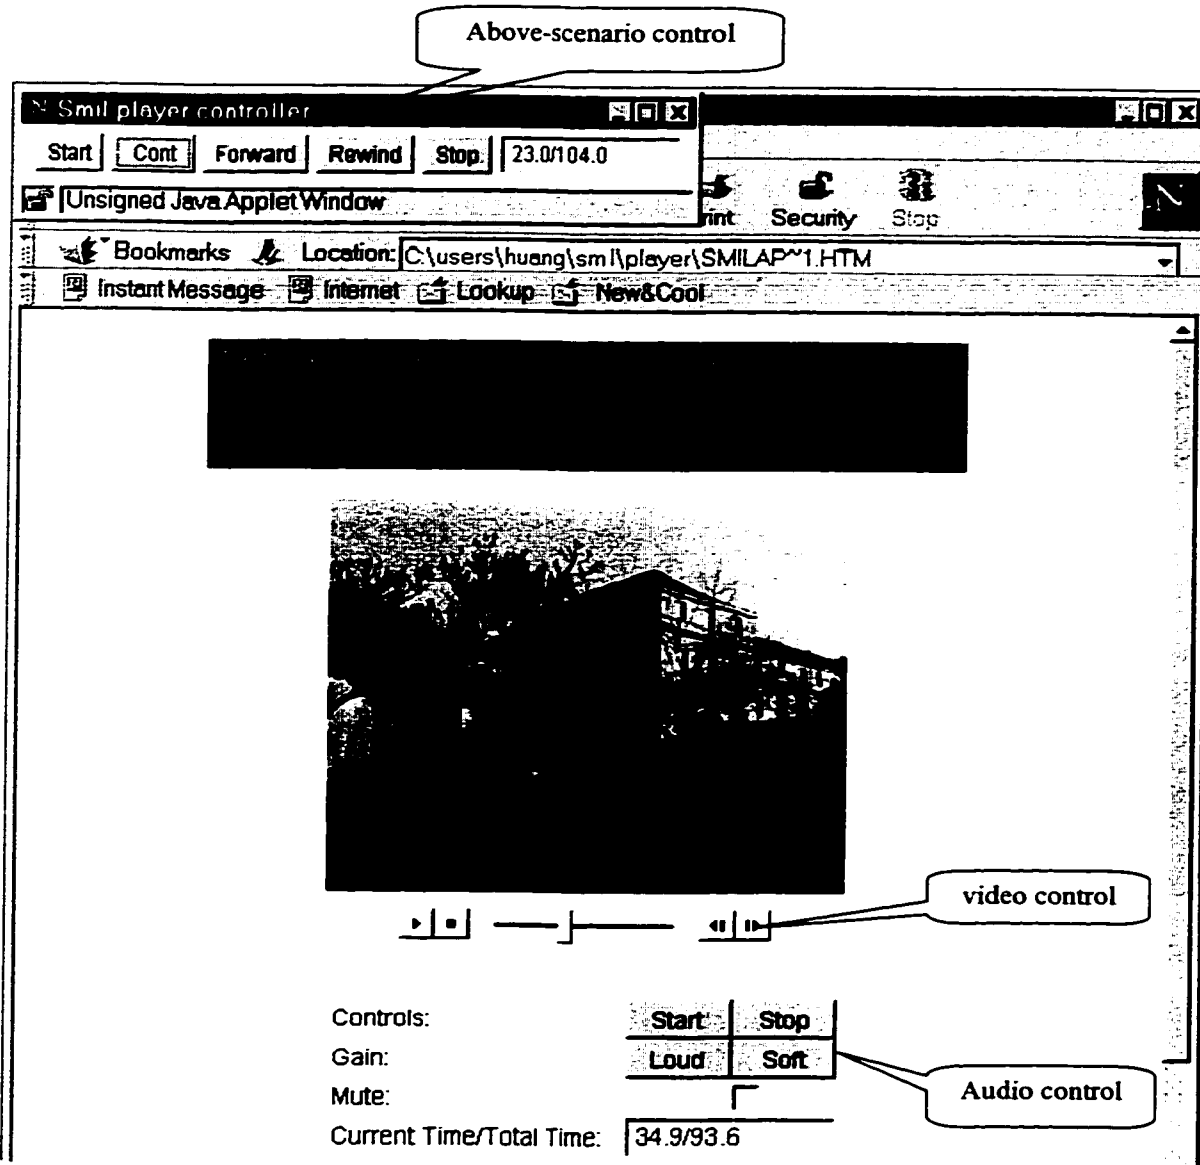 Above-scenario control
Smil player controller
Start Cont Forward Rewind Stop 23.0/104.0
Unsigned Java Applet Window
Security Stop
Bookmarks Location: C:\users\huang\smil\player\SMILAP~1.HTM
Instant Message Internet Lookup New&Cool
video control
Controls: Start Stop
Gain: Loud Soft
Audio control
Mute:
Current Time/Total Time: 34.9/93.6